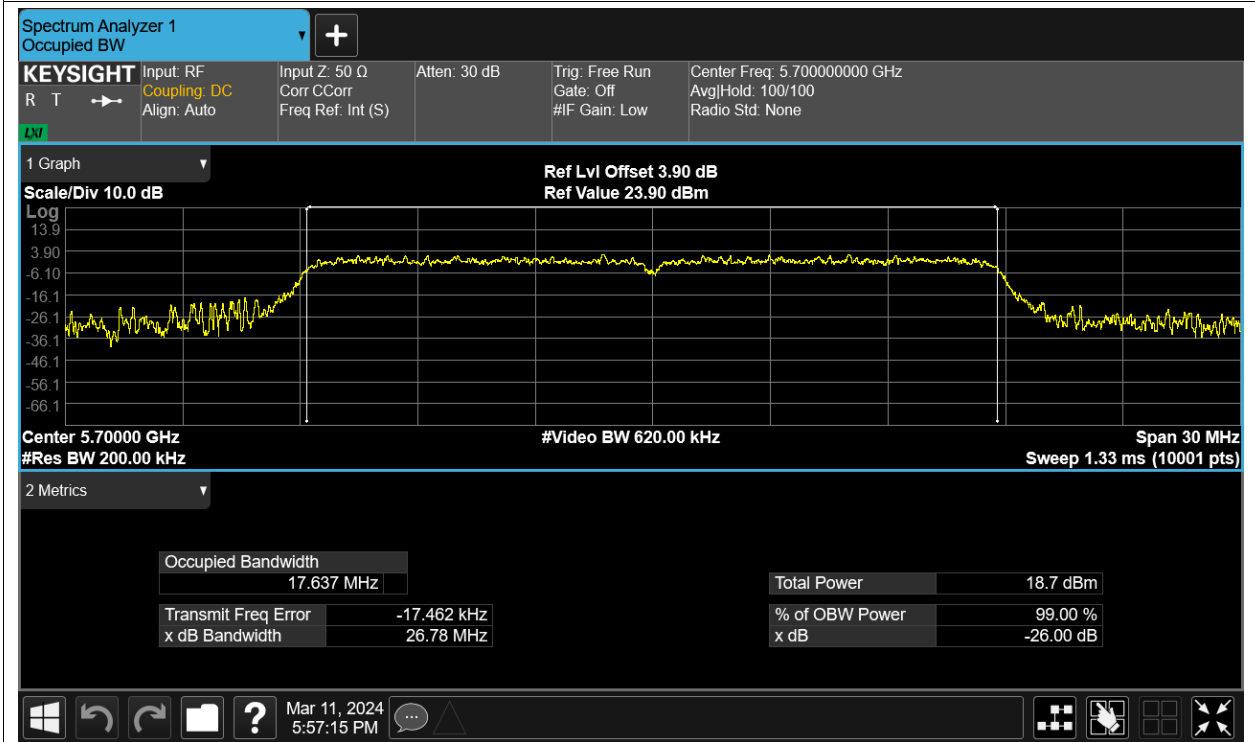 Spectrum Analyzer 1
Occupied BW
KEYSIGHT
R T
LXI
Input: RF
Coupling: DC
Align: Auto
Input Z: 50 Ω
Corr CCorr
Freq Ref: Int (S)
Atten: 30 dB
Trig: Free Run
Gate: Off
#IF Gain: Low
Center Freq: 5.700000000 GHz
Avg|Hold: 100/100
Radio Std: None
1 Graph
Scale/Div 10.0 dB
Ref Lvl Offset 3.90 dB
Ref Value 23.90 dBm
Log
13.9
3.90
-6.10
-16.1
-26.1
-36.1
-46.1
-56.1
-66.1
Center 5.70000 GHz
#Video BW 620.00 kHz
Span 30 MHz
#Res BW 200.00 kHz
Sweep 1.33 ms (10001 pts)
2 Metrics
Occupied Bandwidth
17.637 MHz
Transmit Freq Error -17.462 kHz
x dB Bandwidth 26.78 MHz
Total Power 18.7 dBm
% of OBW Power 99.00 %
x dB -26.00 dB
?
Mar 11, 2024
5:57:15 PM